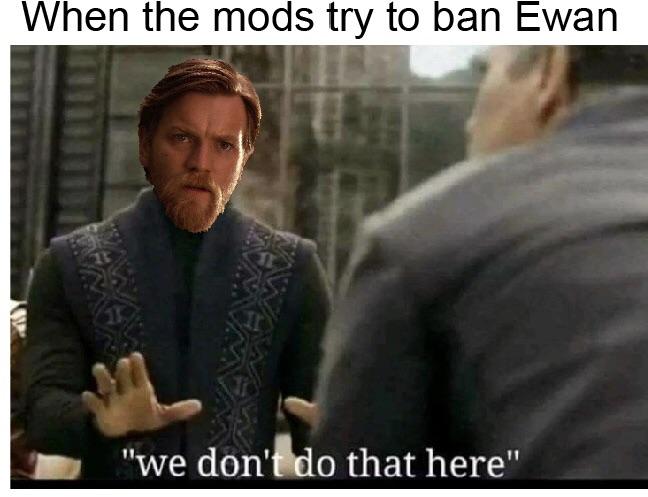 When the mods try to ban Ewan
"we don't do that here"